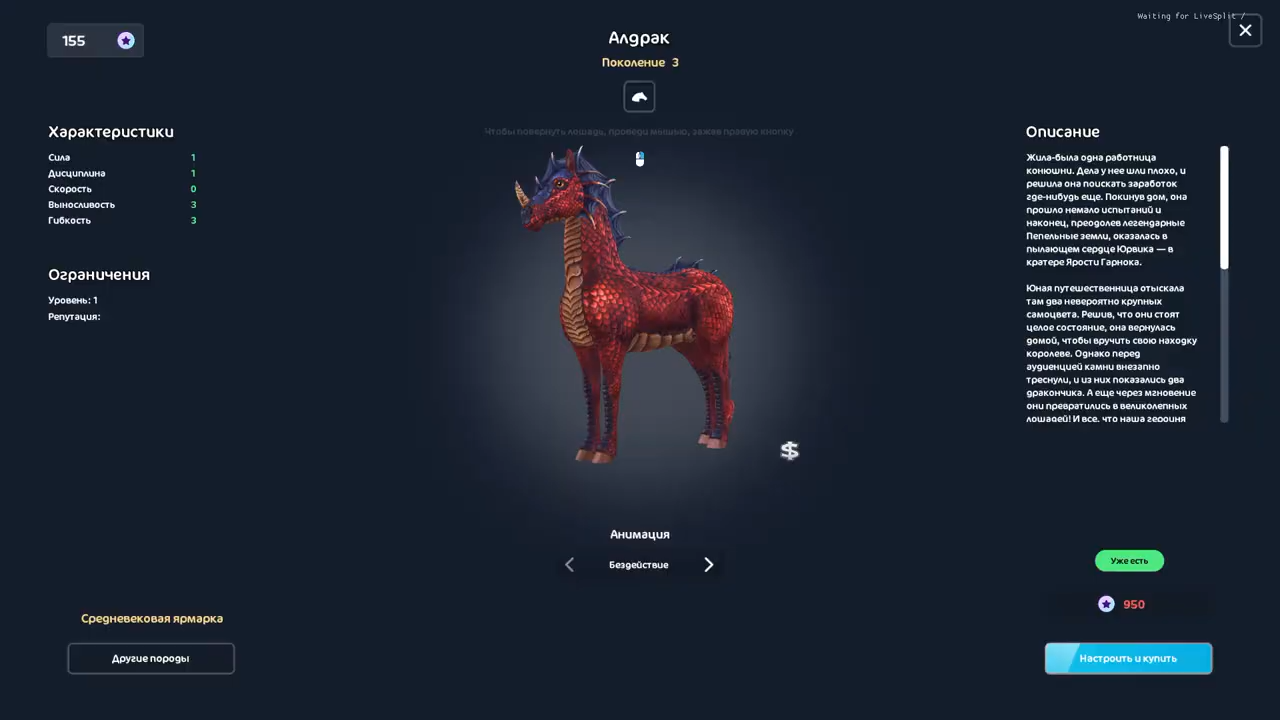 Waiting for LiveSplit /
155
Алдрак
Поколение 3
Чтобы повернуть лошадь, проведи мышью, зажав правую кнопку
Характеристики
Сила 1
Дисциплина 1
Скорость 0
Выносливость 3
Гибкость 3
Ограничения
Уровень: 1
Репутация:
Описание
Жила-была одна работница
конюшни. Дела у нее шли плохо, и
решила она поискать заработок
где-нибудь еще. Покинув дом, она
прошло немало испытаний и
наконец, преодолев легендарные
Пепельные земли, оказалась в
пылающем сердце Юрвика — в
кратере Ярости Гарнока.
Юная путешественница отыскала
там два невероятно крупных
самоцвета. Решив, что они стоят
целое состояние, она вернулась
домой, чтобы вручить свою находку
королеве. Однако перед
аудиенцией камни внезапно
треснули, и из них показались два
дракончика. А еще через мгновение
они превратились в великолепных
лошадей! И все, что наша героиня
$
Анимация
Бездействие
Уже есть
950
Средневековая ярмарка
Другие породы
Настроить и купить